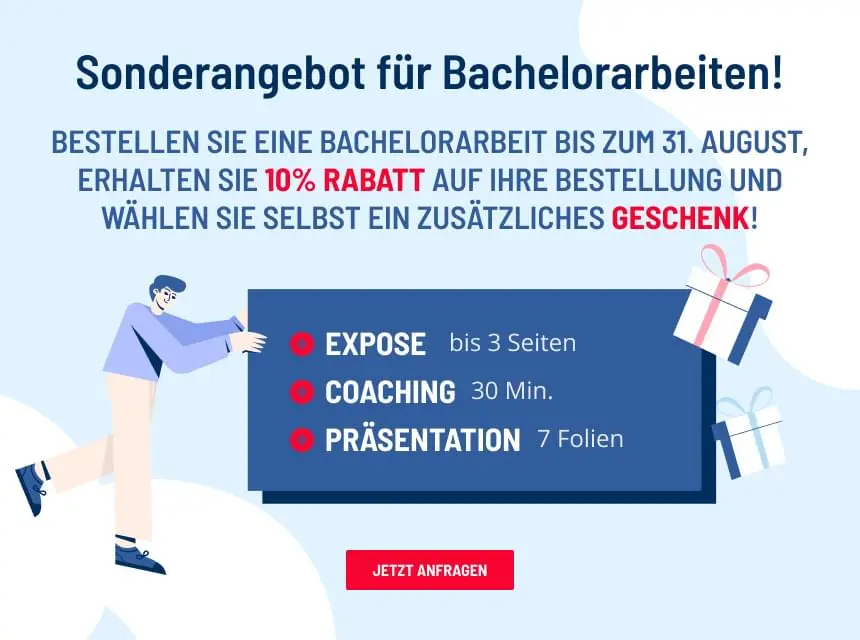 Sonderangebot für Bachelorarbeiten!
BESTELLEN SIE EINE BACHELORARBEIT BIS ZUM 31. AUGUST,
ERHALTEN SIE 10% RABATT AUF IHRE BESTELLUNG UND
WÄHLEN SIE SELBST EIN ZUSÄTZLICHES GESCHENK!
EXPOSE bis 3 Seiten
COACHING 30 Min.
PRÄSENTATION 7 Folien
JETZT ANFRAGEN